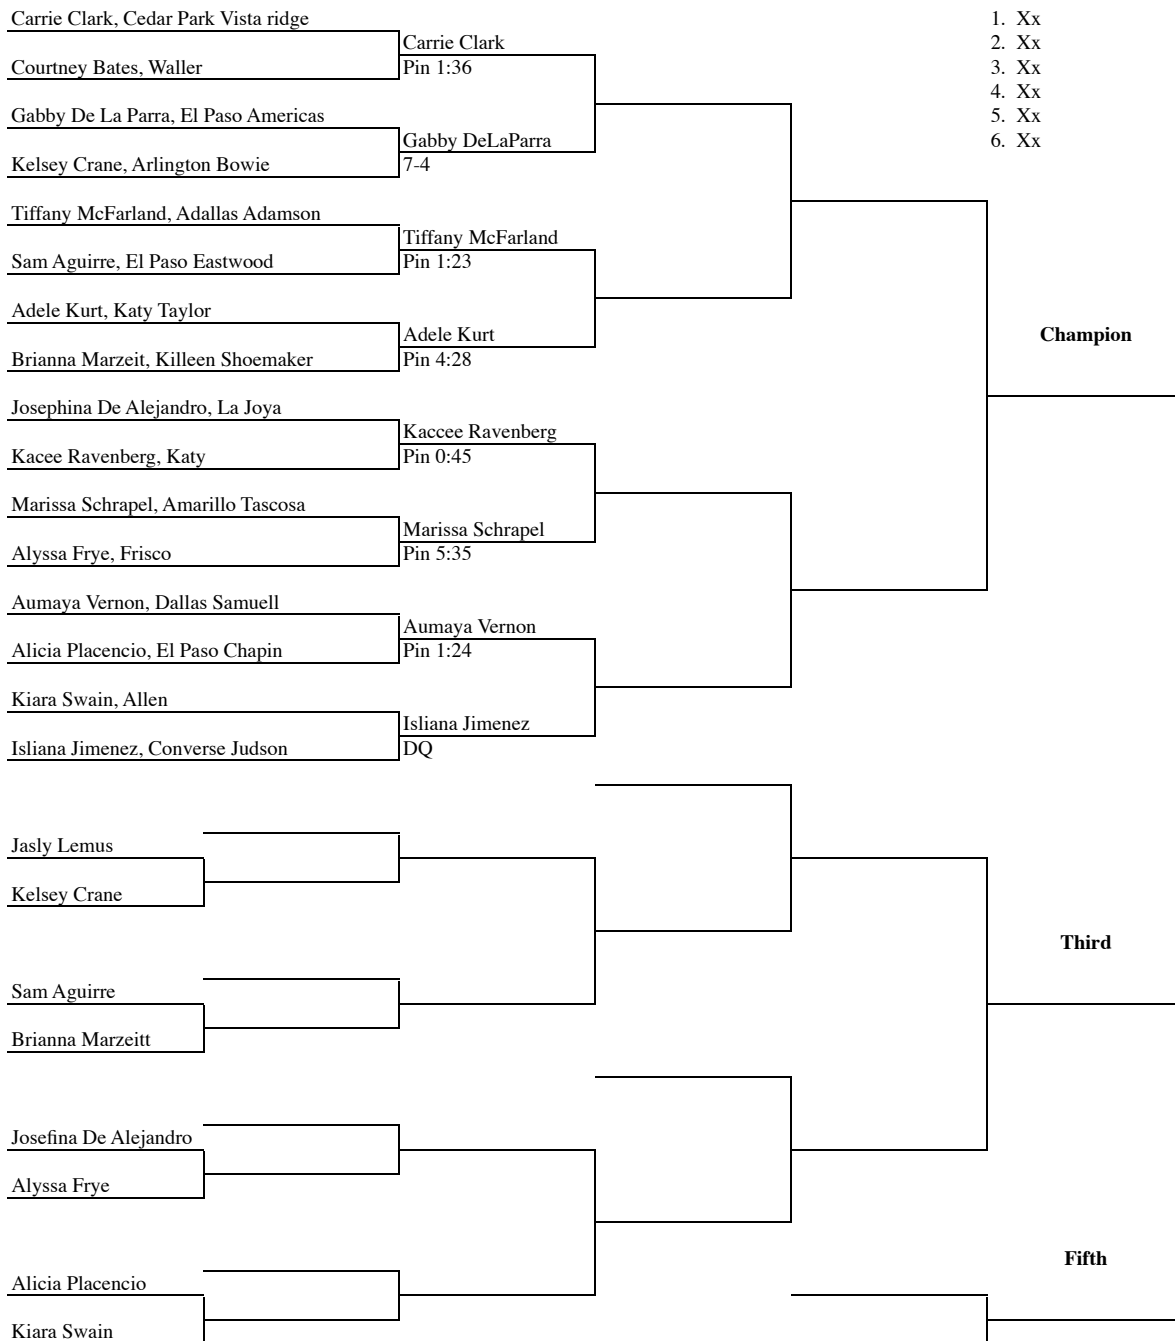 Carrie Clark, Cedar Park Vista ridge
Courtney Bates, Waller
Gabby De La Parra, El Paso Americas
Kelsey Crane, Arlington Bowie
Tiffany McFarland, Adallas Adamson
Sam Aguirre, El Paso Eastwood
Adele Kurt, Katy Taylor
Brianna Marzeit, Killeen Shoemaker
Josephina De Alejandro, La Joya
Kacee Ravenberg, Katy
Marissa Schrapel, Amarillo Tascosa
Alyssa Frye, Frisco
Aumaya Vernon, Dallas Samuell
Alicia Placencio, El Paso Chapin
Kiara Swain, Allen
Isliana Jimenez, Converse Judson
Carrie Clark
Pin 1:36
Gabby DeLaParra
7-4
Tiffany McFarland
Pin 1:23
Adele Kurt
Pin 4:28
Kaccee Ravenberg
Pin 0:45
Marissa Schrapel
Pin 5:35
Aumaya Vernon
Pin 1:24
Isliana Jimenez
DQ
1. Xx
2. Xx
3. Xx
4. Xx
5. Xx
6. Xx
Champion
Jasly Lemus
Kelsey Crane
Sam Aguirre
Brianna Marzeitt
Josefina De Alejandro
Alyssa Frye
Alicia Placencio
Kiara Swain
Third
Fifth